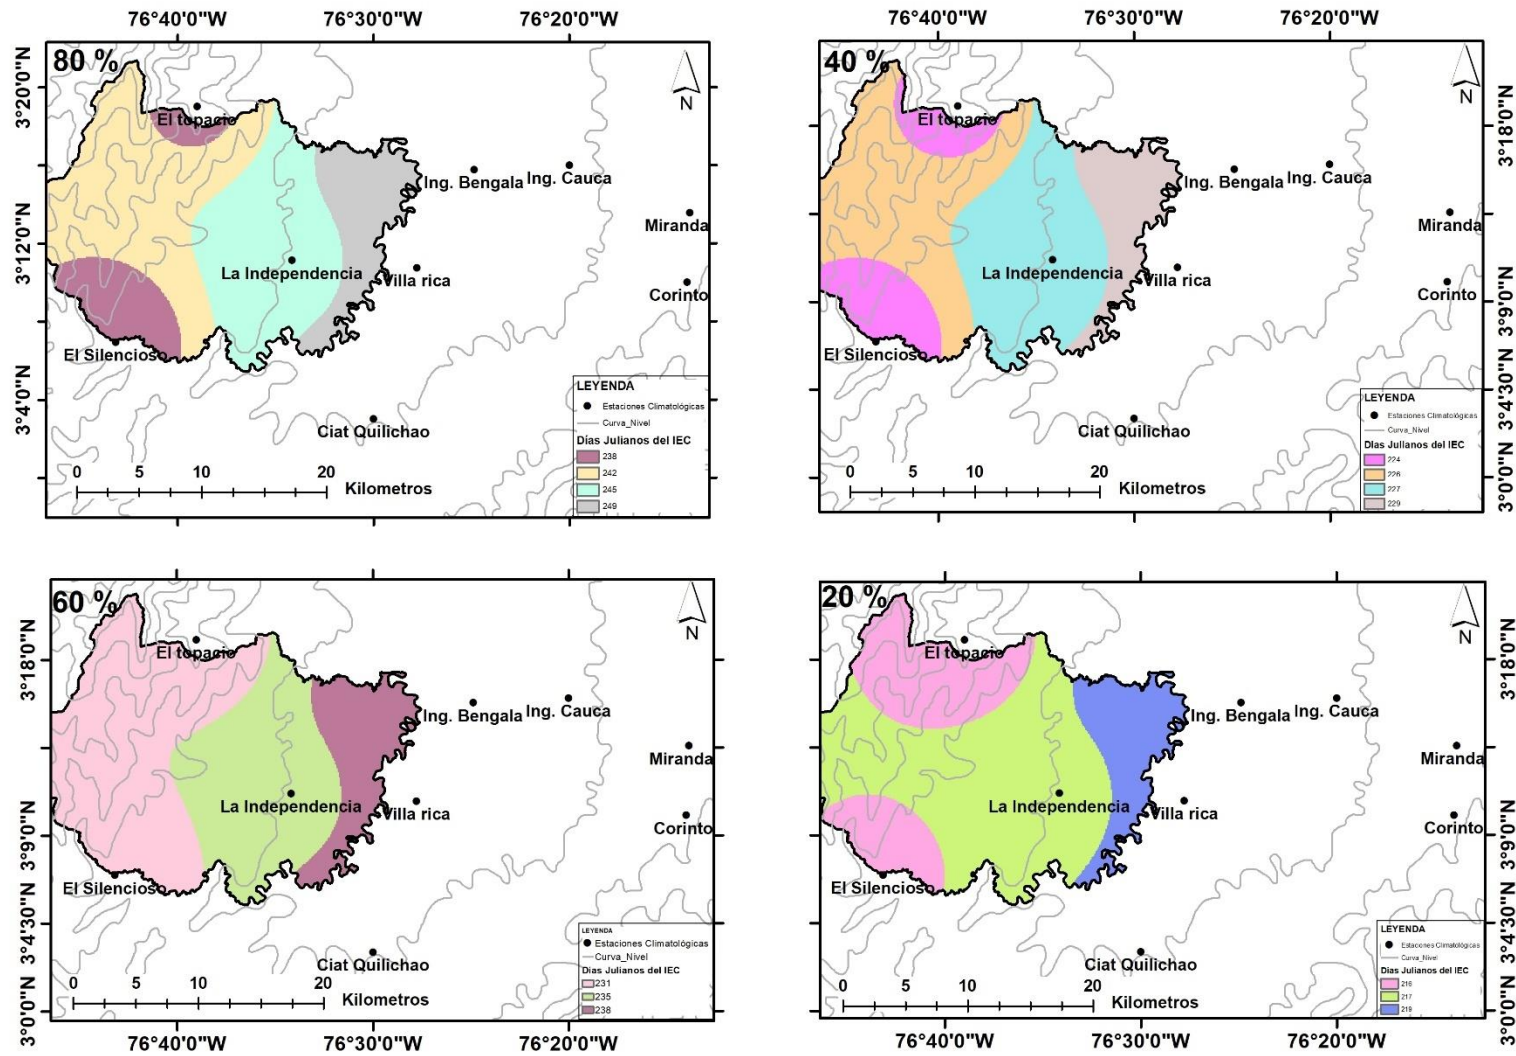 76°40'0"W 76°30'0"W 76°20'0"W
80 %
N
3°20'0"N
3°12'0"N
3°4'0"N
El topacio
Ing. Bengala
Ing. Cauca
Miranda
La Independencia
Villa rica
Corinto
El Silencioso
Ciat Quilichao
0 5 10 20
Kilometros
LEYENDA
Estaciones Climatológicas
Curva_Nivel
Días Julianos del IEC
238
242
245
249
76°40'0"W 76°30'0"W 76°20'0"W
40 %
N
3°18'0"N
3°9'0"N
3°4'30"N
3°0'0"N
El topacio
Ing. Bengala
Ing. Cauca
Miranda
La Independencia
Villa rica
Corinto
El Silencioso
Ciat Quilichao
0 5 10 20
Kilometros
LEYENDA
Estaciones Climatológicas
Curva_Nivel
Días Julianos del IEC
224
226
227
229
60 %
N
3°18'0"N
3°9'0"N
3°4'30"N
3°0'0"N
El topacio
Ing. Bengala
Ing. Cauca
Miranda
La Independencia
Villa rica
Corinto
El Silencioso
Ciat Quilichao
0 5 10 20
Kilometros
LEYENDA
Estaciones Climatológicas
Curva_Nivel
Días Julianos del IEC
231
235
238
76°40'0"W 76°30'0"W 76°20'0"W
20 %
N
3°18'0"N
3°9'0"N
3°4'30"N
3°0'0"N
El topacio
Ing. Bengala
Ing. Cauca
Miranda
La Independencia
Villa rica
Corinto
El Silencioso
Ciat Quilichao
0 5 10 20
Kilometros
LEYENDA
Estaciones Climatológicas
Curva_Nivel
Días Julianos del IEC
216
217
219
76°40'0"W 76°30'0"W 76°20'0"W